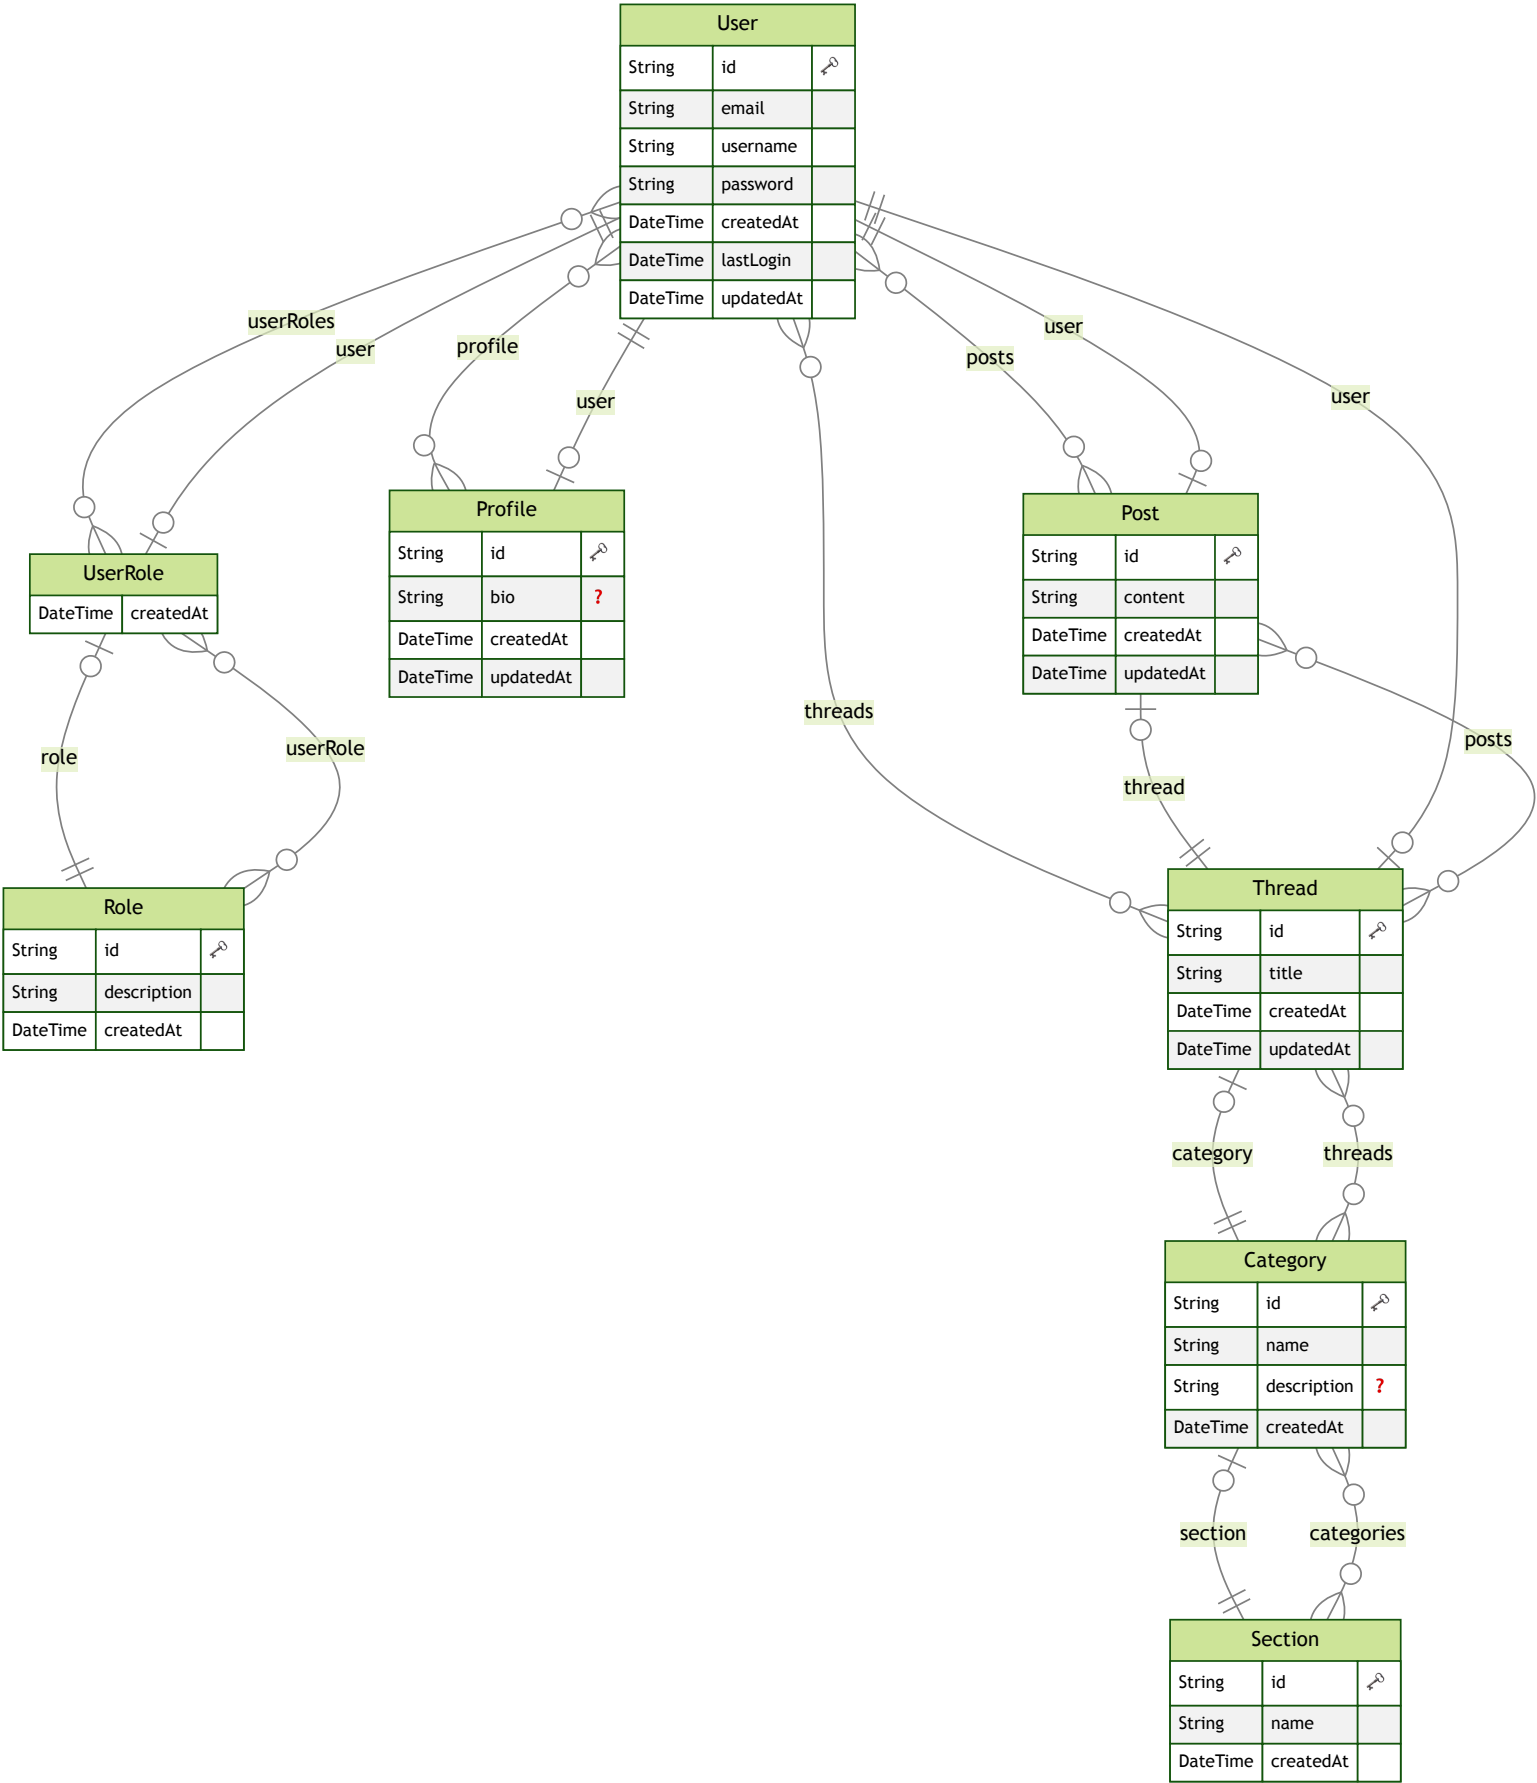 User
String id
String email
String username
String password
DateTime createdAt
DateTime lastLogin
DateTime updatedAt
userRoles
user
profile
user
posts
user
user
Profile
String id
String bio ?
DateTime createdAt
DateTime updatedAt
Post
String id
String content
DateTime createdAt
DateTime updatedAt
UserRole
DateTime createdAt
threads
posts
role
userRole
thread
Role
String id
String description
DateTime createdAt
Thread
String id
String title
DateTime createdAt
DateTime updatedAt
category
threads
Category
String id
String name
String description ?
DateTime createdAt
section
categories
Section
String id
String name
DateTime createdAt